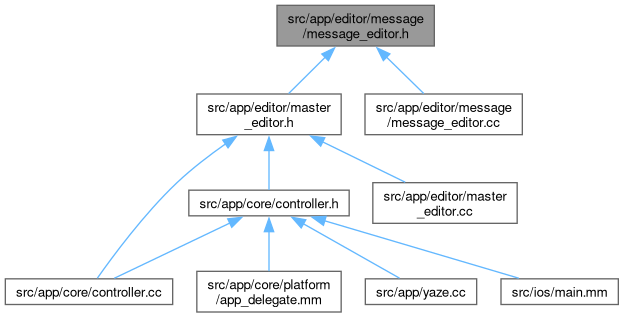 src/app/editor/message
/message_editor.h
src/app/editor/master
_editor.h
src/app/editor/message
/message_editor.cc
src/app/core/controller.h
src/app/editor/master
_editor.cc
src/app/core/controller.cc
src/app/core/platform
/app_delegate.mm
src/app/yaze.cc
src/ios/main.mm